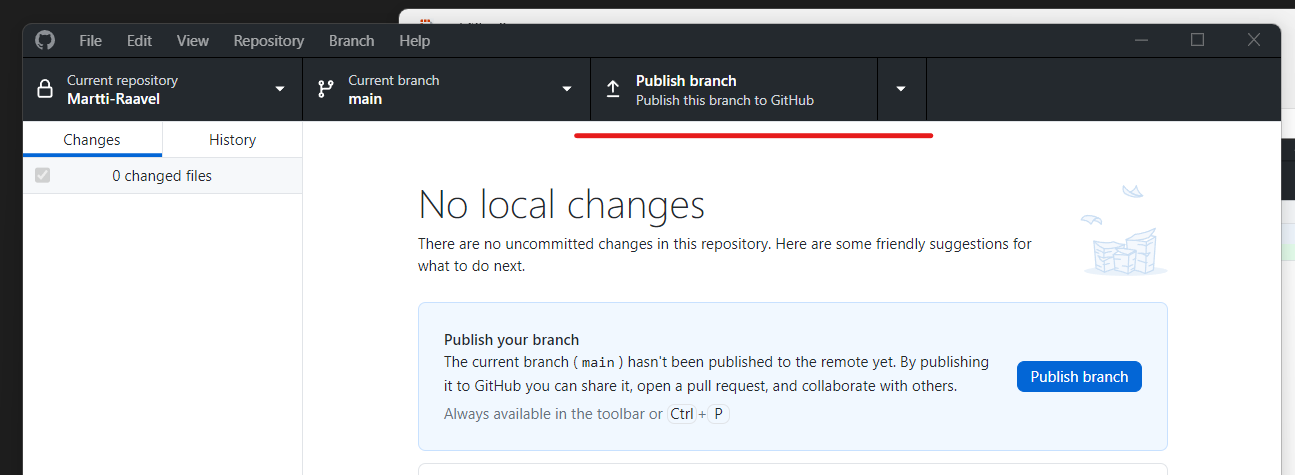 File Edit View Repository Branch Help
Current repository
Martti-Raavel
Current branch
main
Publish branch
Publish this branch to GitHub
Changes History
0 changed files
No local changes
There are no uncommitted changes in this repository. Here are some friendly suggestions for
what to do next.
Publish your branch
The current branch ( main ) hasn't been published to the remote yet. By publishing
it to GitHub you can share it, open a pull request, and collaborate with others.
Always available in the toolbar or Ctrl + P
Publish branch